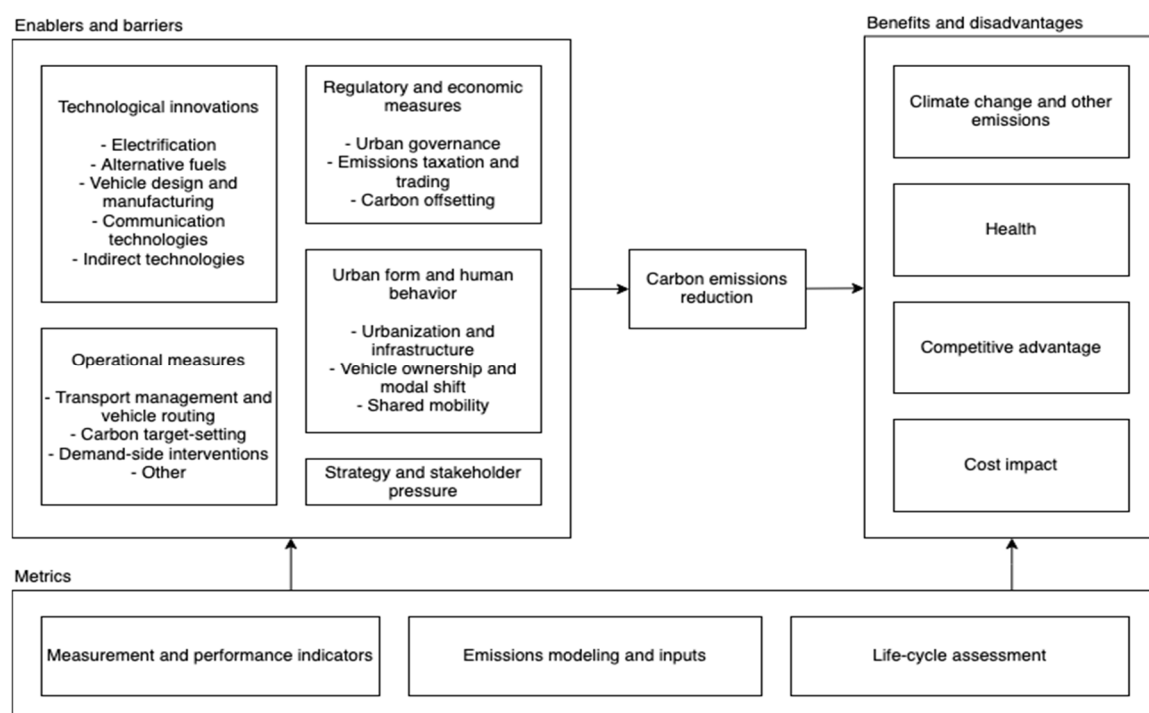 Enablers and barriers
Technological innovations
- Electrification
- Alternative fuels
- Vehicle design and
manufacturing
- Communication
technologies
- Indirect technologies
Operational measures
- Transport management and
vehicle routing
- Carbon target-setting
- Demand-side interventions
- Other
Regulatory and economic
measures
- Urban governance
- Emissions taxation and
trading
- Carbon offsetting
Urban form and human
behavior
- Urbanization and
infrastructure
- Vehicle ownership and
modal shift
- Shared mobility
Strategy and stakeholder
pressure
Carbon emissions
reduction
Benefits and disadvantages
Climate change and other
emissions
Health
Competitive advantage
Cost impact
Metrics
Measurement and performance indicators
Emissions modeling and inputs
Life-cycle assessment